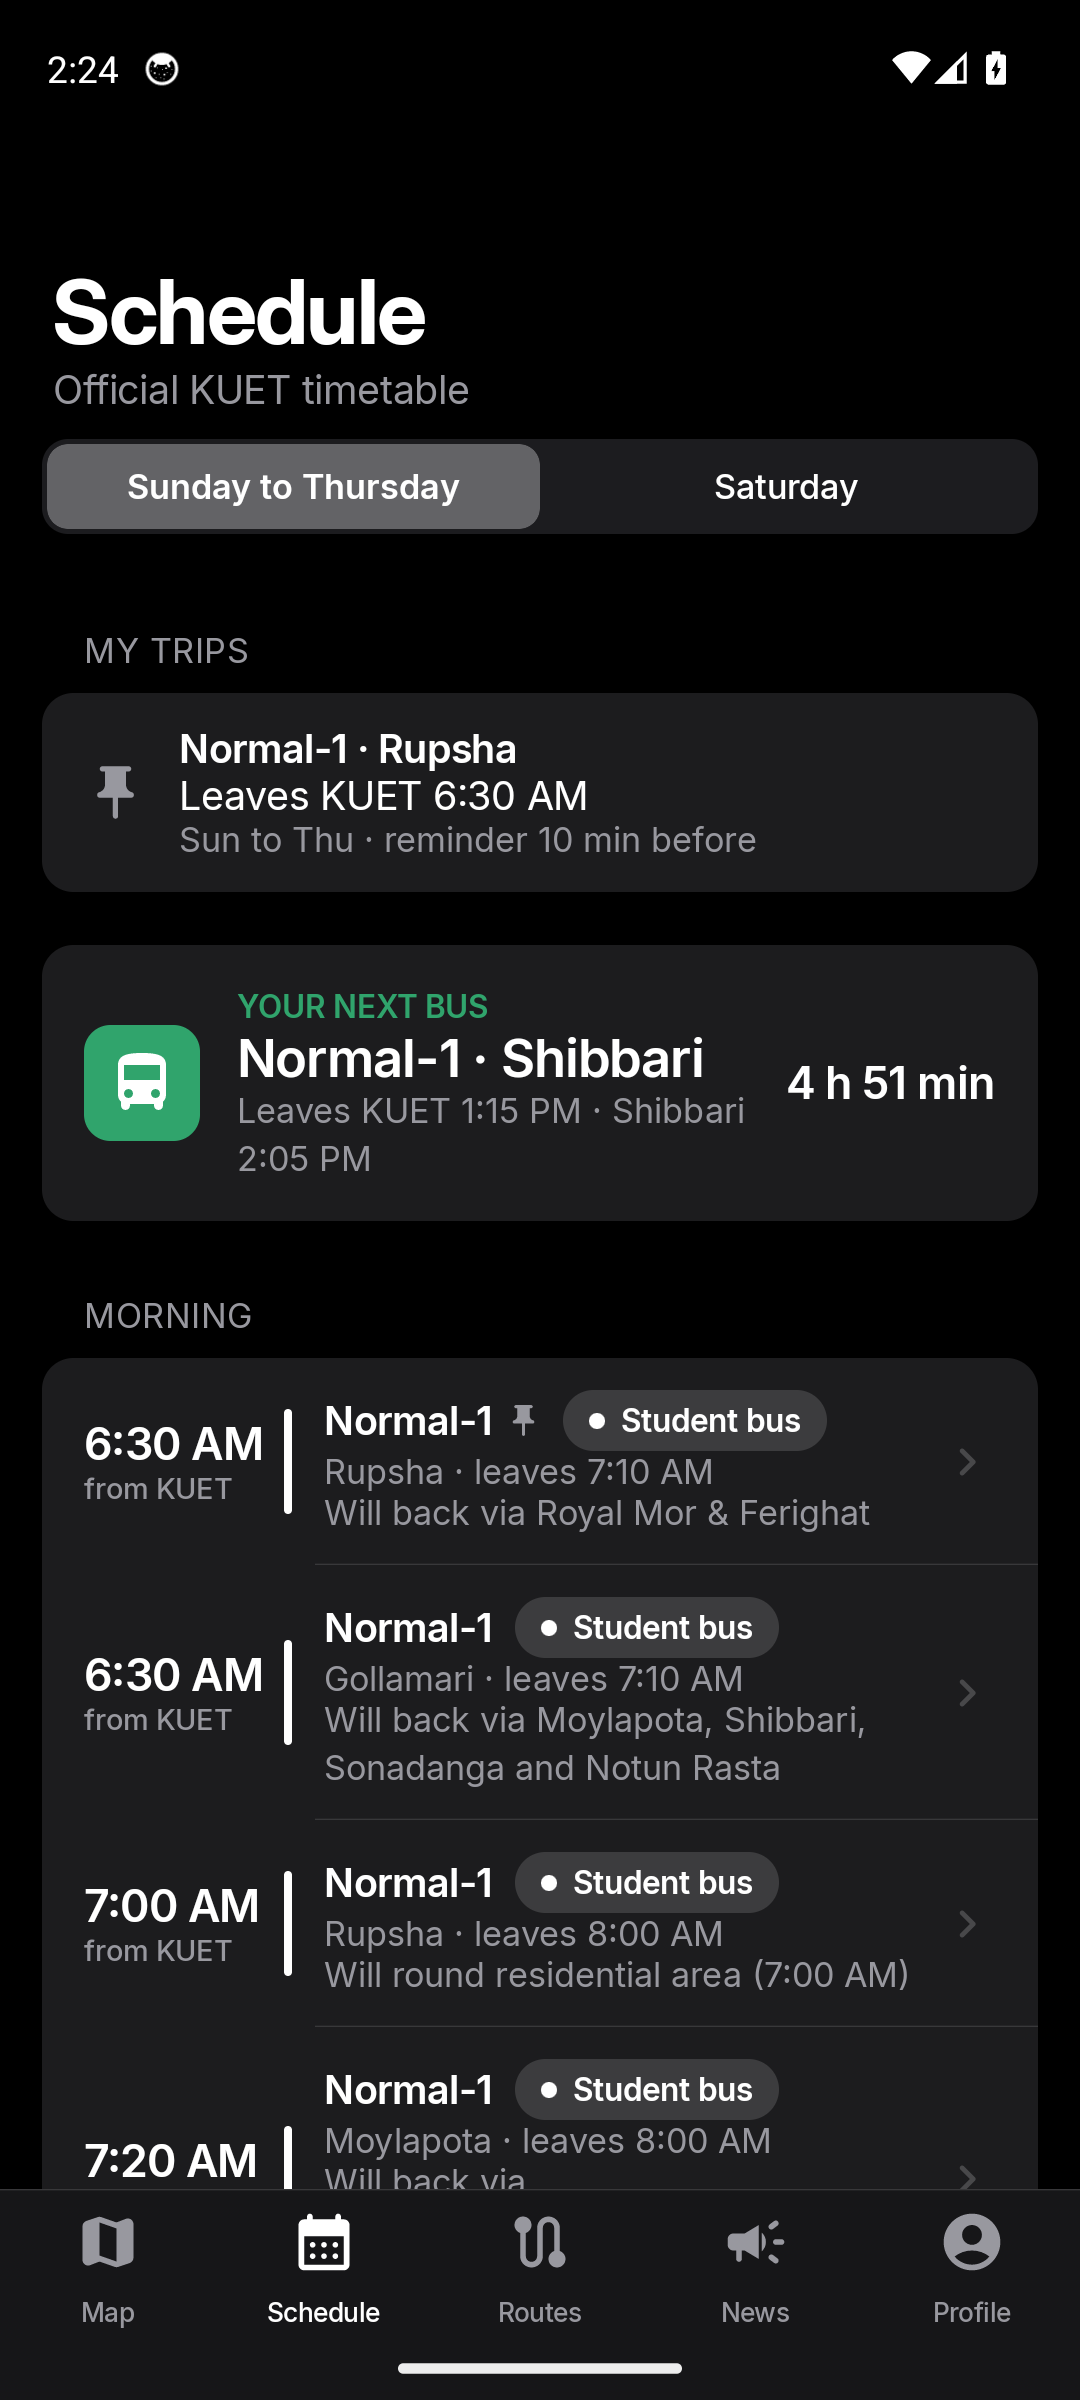 2:24
Schedule
Official KUET timetable
Sunday to Thursday
Saturday
MY TRIPS
Normal-1 · Rupsha
Leaves KUET 6:30 AM
Sun to Thu · reminder 10 min before
YOUR NEXT BUS
Normal-1 · Shibbari
Leaves KUET 1:15 PM · Shibbari
2:05 PM
4 h 51 min
MORNING
6:30 AM
from KUET
Normal-1
Student bus
Rupsha · leaves 7:10 AM
Will back via Royal Mor & Ferighat
6:30 AM
from KUET
Normal-1
Student bus
Gollamari · leaves 7:10 AM
Will back via Moylapota, Shibbari,
Sonadanga and Notun Rasta
7:00 AM
from KUET
Normal-1
Student bus
Rupsha · leaves 8:00 AM
Will round residential area (7:00 AM)
7:20 AM
Normal-1
Student bus
Moylapota · leaves 8:00 AM
Will back via
Map
Schedule
Routes
News
Profile